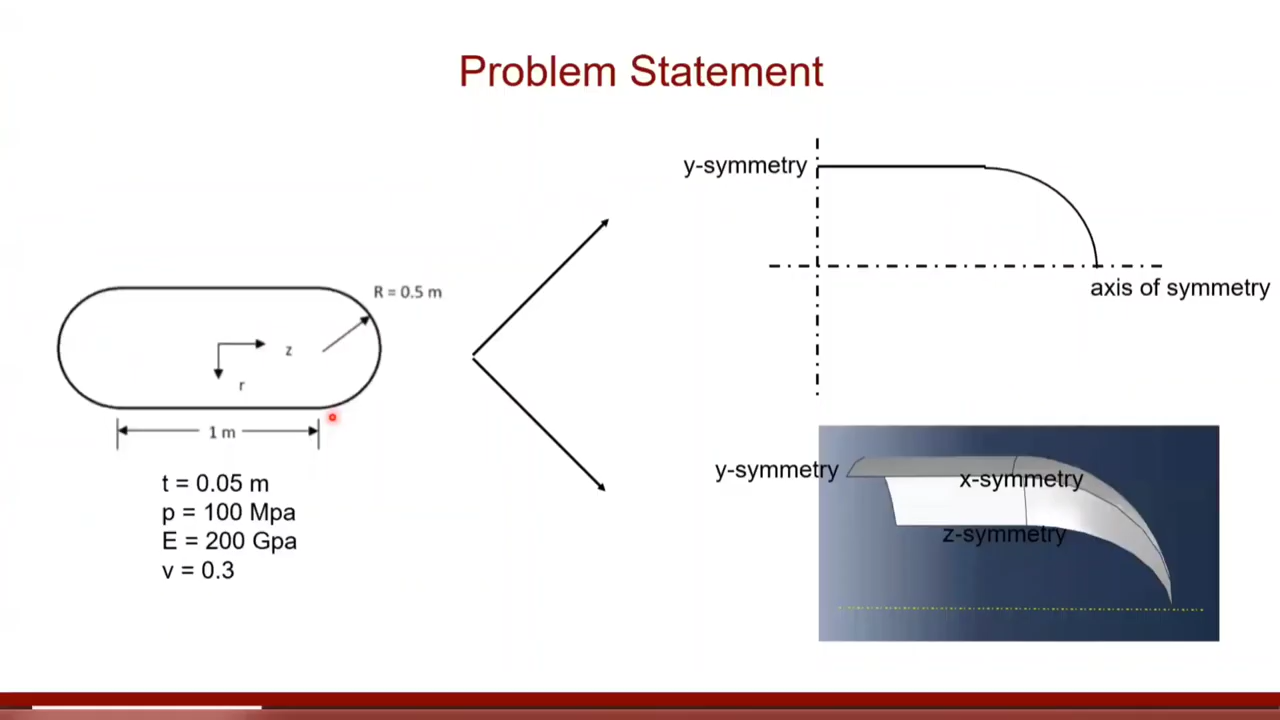 Problem Statement
y-symmetry
axis of symmetry
R = 0.5 m
z
r
1 m
t = 0.05 m
p = 100 Mpa
E = 200 Gpa
v = 0.3
y-symmetry
x-symmetry
z-symmetry